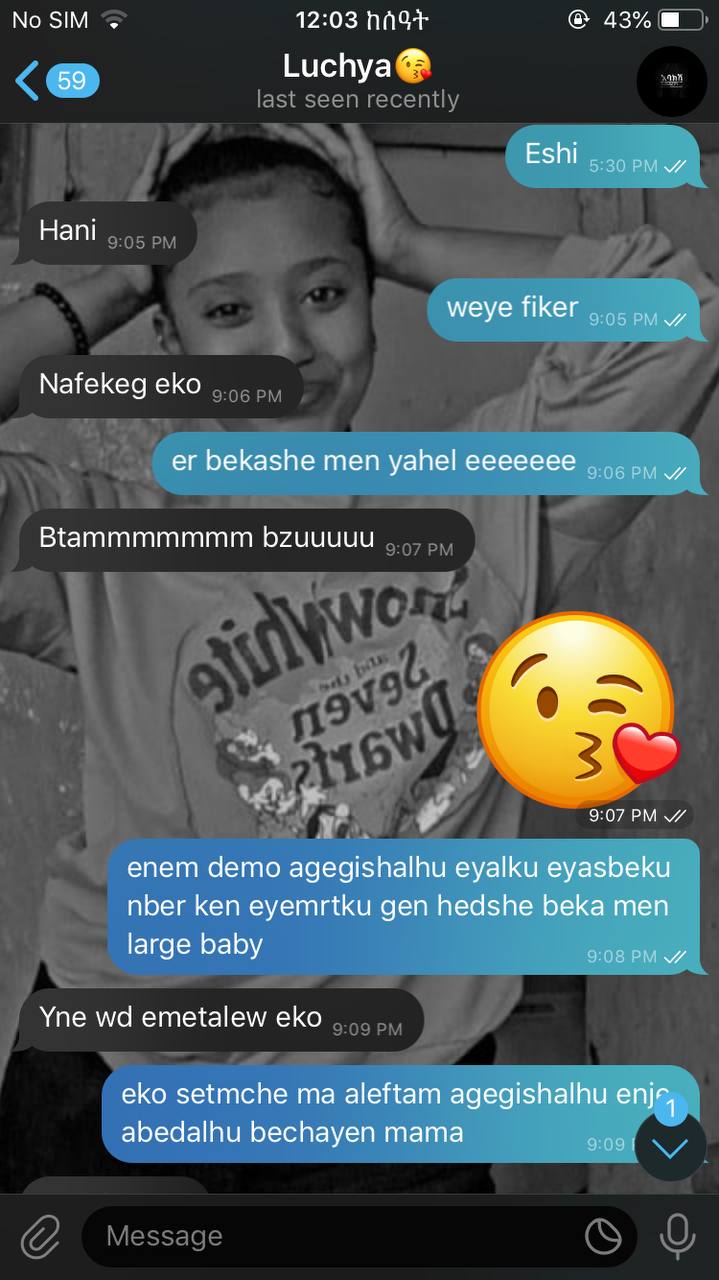 No SIM 12:03 ከሰዓት 43%
59 Luchya😘
last seen recently
Eshi 5:30 PM
Hani 9:05 PM
weye fiker 9:05 PM
Nafekeg eko 9:06 PM
er bekashe men yahel eeeeeee 9:06 PM
Btammmmmmm bzuuuuu 9:07 PM
SnowWhite
and the
Seven
Dwarfs
😘
9:07 PM
enem demo agegishalhu eyalku eyasbeku
nber ken eyemrtku gen hedshe beka men
large baby 9:08 PM
Yne wd emetalew eko 9:09 PM
eko setmche ma aleftam agegishalhu enje
abedalhu bechayen mama 9:09
1
Message